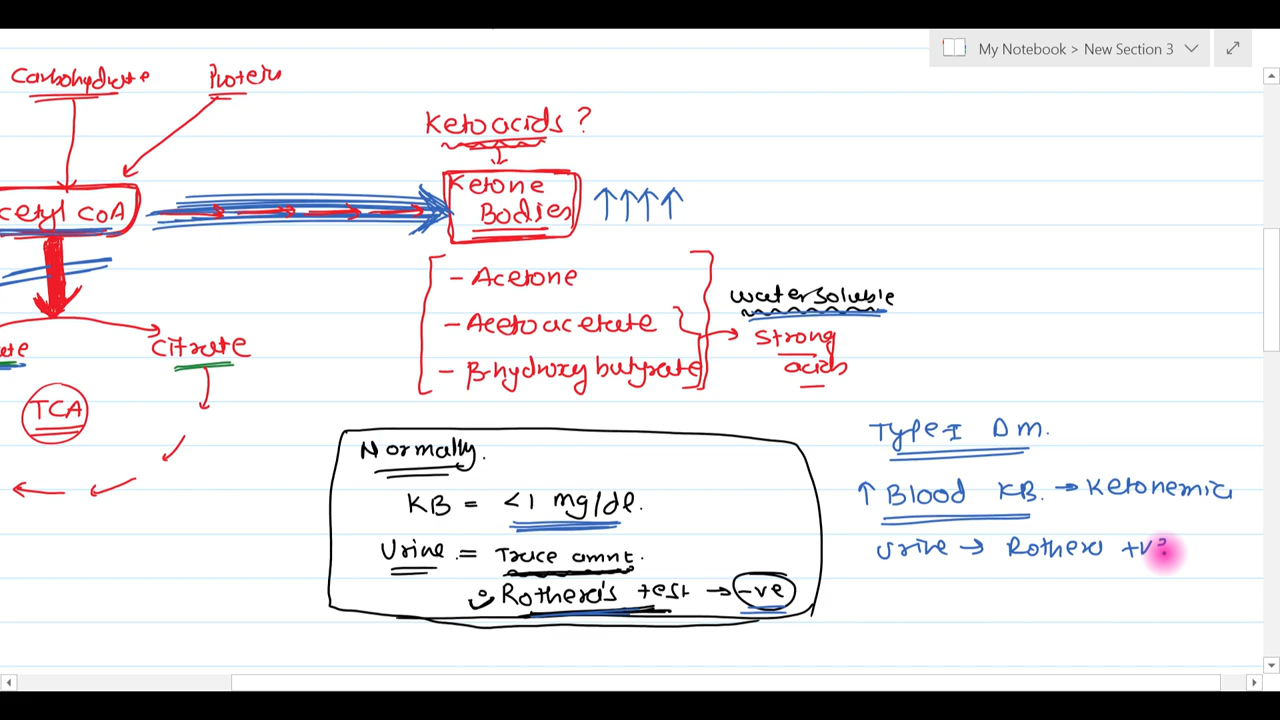 My Notebook > New Section 3
Carbohydrate
Ketoacids ?
Ketone
Bodies
cetyl CoA
- Acetone
- Acetoacetate
- β-hydroxy butyrate
water soluble
strong
acids
citrate
TCA
Normally.
KB = <1 mg/dl.
Urine = Trace amnt.
Rothera's test → -ve
Type I Dm.
↑ Blood KB. → Ketonemia
Urine → Rothera +v